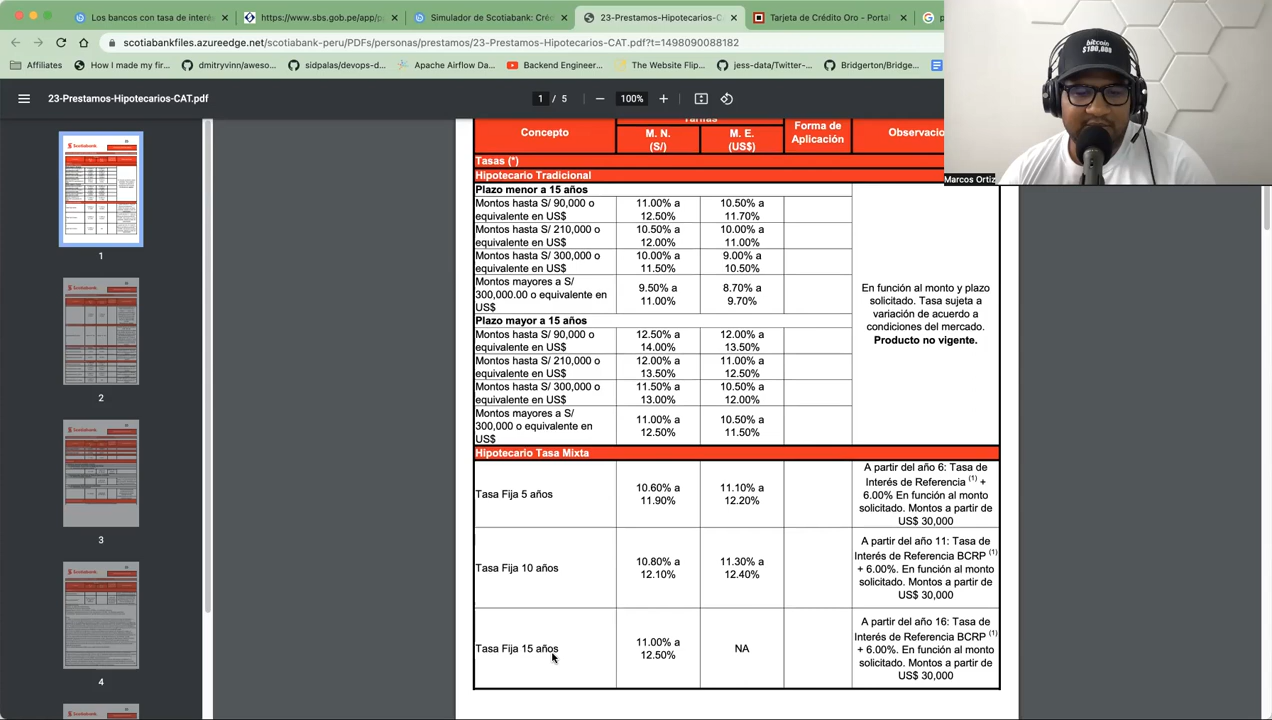 Los bancos con tasa de interé
https://www.sbs.gob.pe/app/p
Simulador de Scotiabank: Cré
23-Prestamos-Hipotecarios-C
Tarjeta de Crédito Oro - Portal
scotiabankfiles.azureedge.net/scotiabank-peru/PDFs/personas/prestamos/23-Prestamos-Hipotecarios-CAT.pdf?t=1498090088182
Affiliates
How I made my fir...
dmitryvinn/aweso...
sidpalas/devops-d...
Apache Airflow Da...
Backend Engineer...
The Website Flip...
jess-data/Twitter-...
Bridgerton/Bridge...
23-Prestamos-Hipotecarios-CAT.pdf
1 / 5
100%
bitcoin
$100,000
Marcos Ortiz
Scotiabank
1
2
3
4
Concepto
Tarifas
M. N.
(S/)
M. E.
(US$)
Forma de
Aplicación
Observacio
Tasas (*)
Hipotecario Tradicional
Plazo menor a 15 años
Montos hasta S/ 90,000 o
equivalente en US$
11.00% a
12.50%
10.50% a
11.70%
Montos hasta S/ 210,000 o
equivalente en US$
10.50% a
12.00%
10.00% a
11.00%
Montos hasta S/ 300,000 o
equivalente en US$
10.00% a
11.50%
9.00% a
10.50%
Montos mayores a S/
300,000.00 o equivalente en
US$
9.50% a
11.00%
8.70% a
9.70%
Plazo mayor a 15 años
Montos hasta S/ 90,000 o
equivalente en US$
12.50% a
14.00%
12.00% a
13.50%
Montos hasta S/ 210,000 o
equivalente en US$
12.00% a
13.50%
11.00% a
12.50%
Montos hasta S/ 300,000 o
equivalente en US$
11.50% a
13.00%
10.50% a
12.00%
Montos mayores a S/
300,000 o equivalente en
US$
11.00% a
12.50%
10.50% a
11.50%
En función al monto y plazo
solicitado. Tasa sujeta a
variación de acuerdo a
condiciones del mercado.
Producto no vigente.
Hipotecario Tasa Mixta
Tasa Fija 5 años
10.60% a
11.90%
11.10% a
12.20%
A partir del año 6: Tasa de
Interés de Referencia (1) +
6.00% En función al monto
solicitado. Montos a partir de
US$ 30,000
Tasa Fija 10 años
10.80% a
12.10%
11.30% a
12.40%
A partir del año 11: Tasa de
Interés de Referencia BCRP (1)
+ 6.00%. En función al monto
solicitado. Montos a partir de
US$ 30,000
Tasa Fija 15 años
11.00% a
12.50%
NA
A partir del año 16: Tasa de
Interés de Referencia BCRP (1)
+ 6.00%. En función al monto
solicitado. Montos a partir de
US$ 30,000